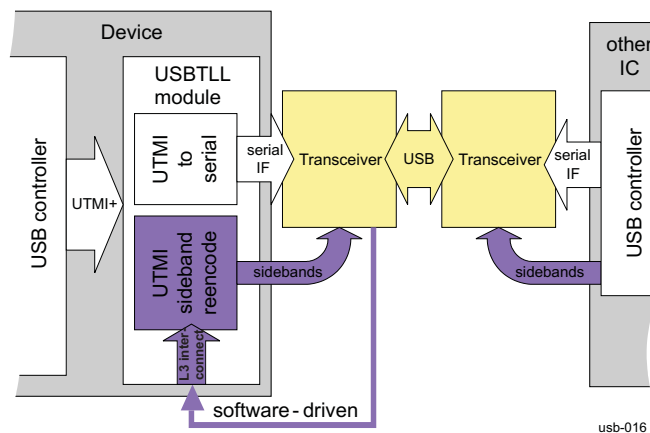 Device
other
IC
USBTLL
module
USB controller
UTMI+
UTMI
to
serial
serial
IF
Transceiver
USB
Transceiver
serial
IF
USB controller
UTMI
sideband
reencode
sidebands
sidebands
L3 inter-
connect
software - driven
usb-016